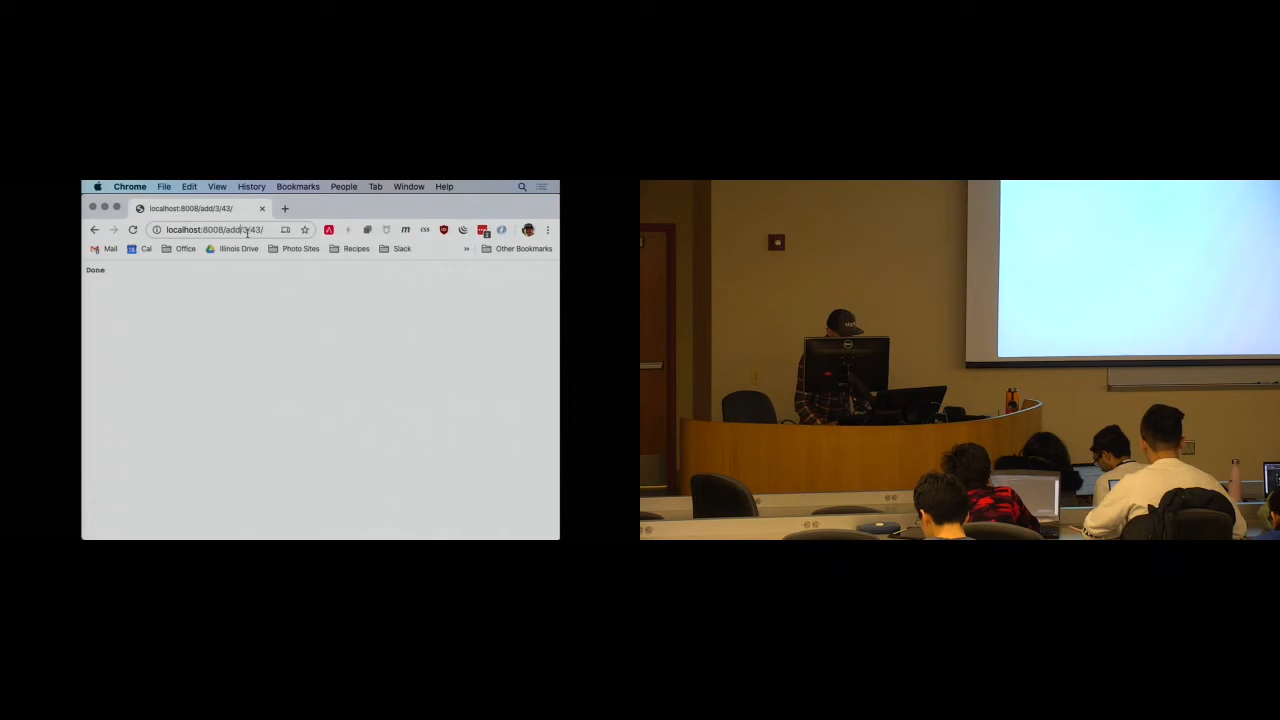 Chrome File Edit View History Bookmarks People Tab Window Help
localhost:8008/add/3/43/
localhost:8008/add/3/43/
Mail Cal Office Illinois Drive Photo Sites Recipes Slack » Other Bookmarks
Done
DELL